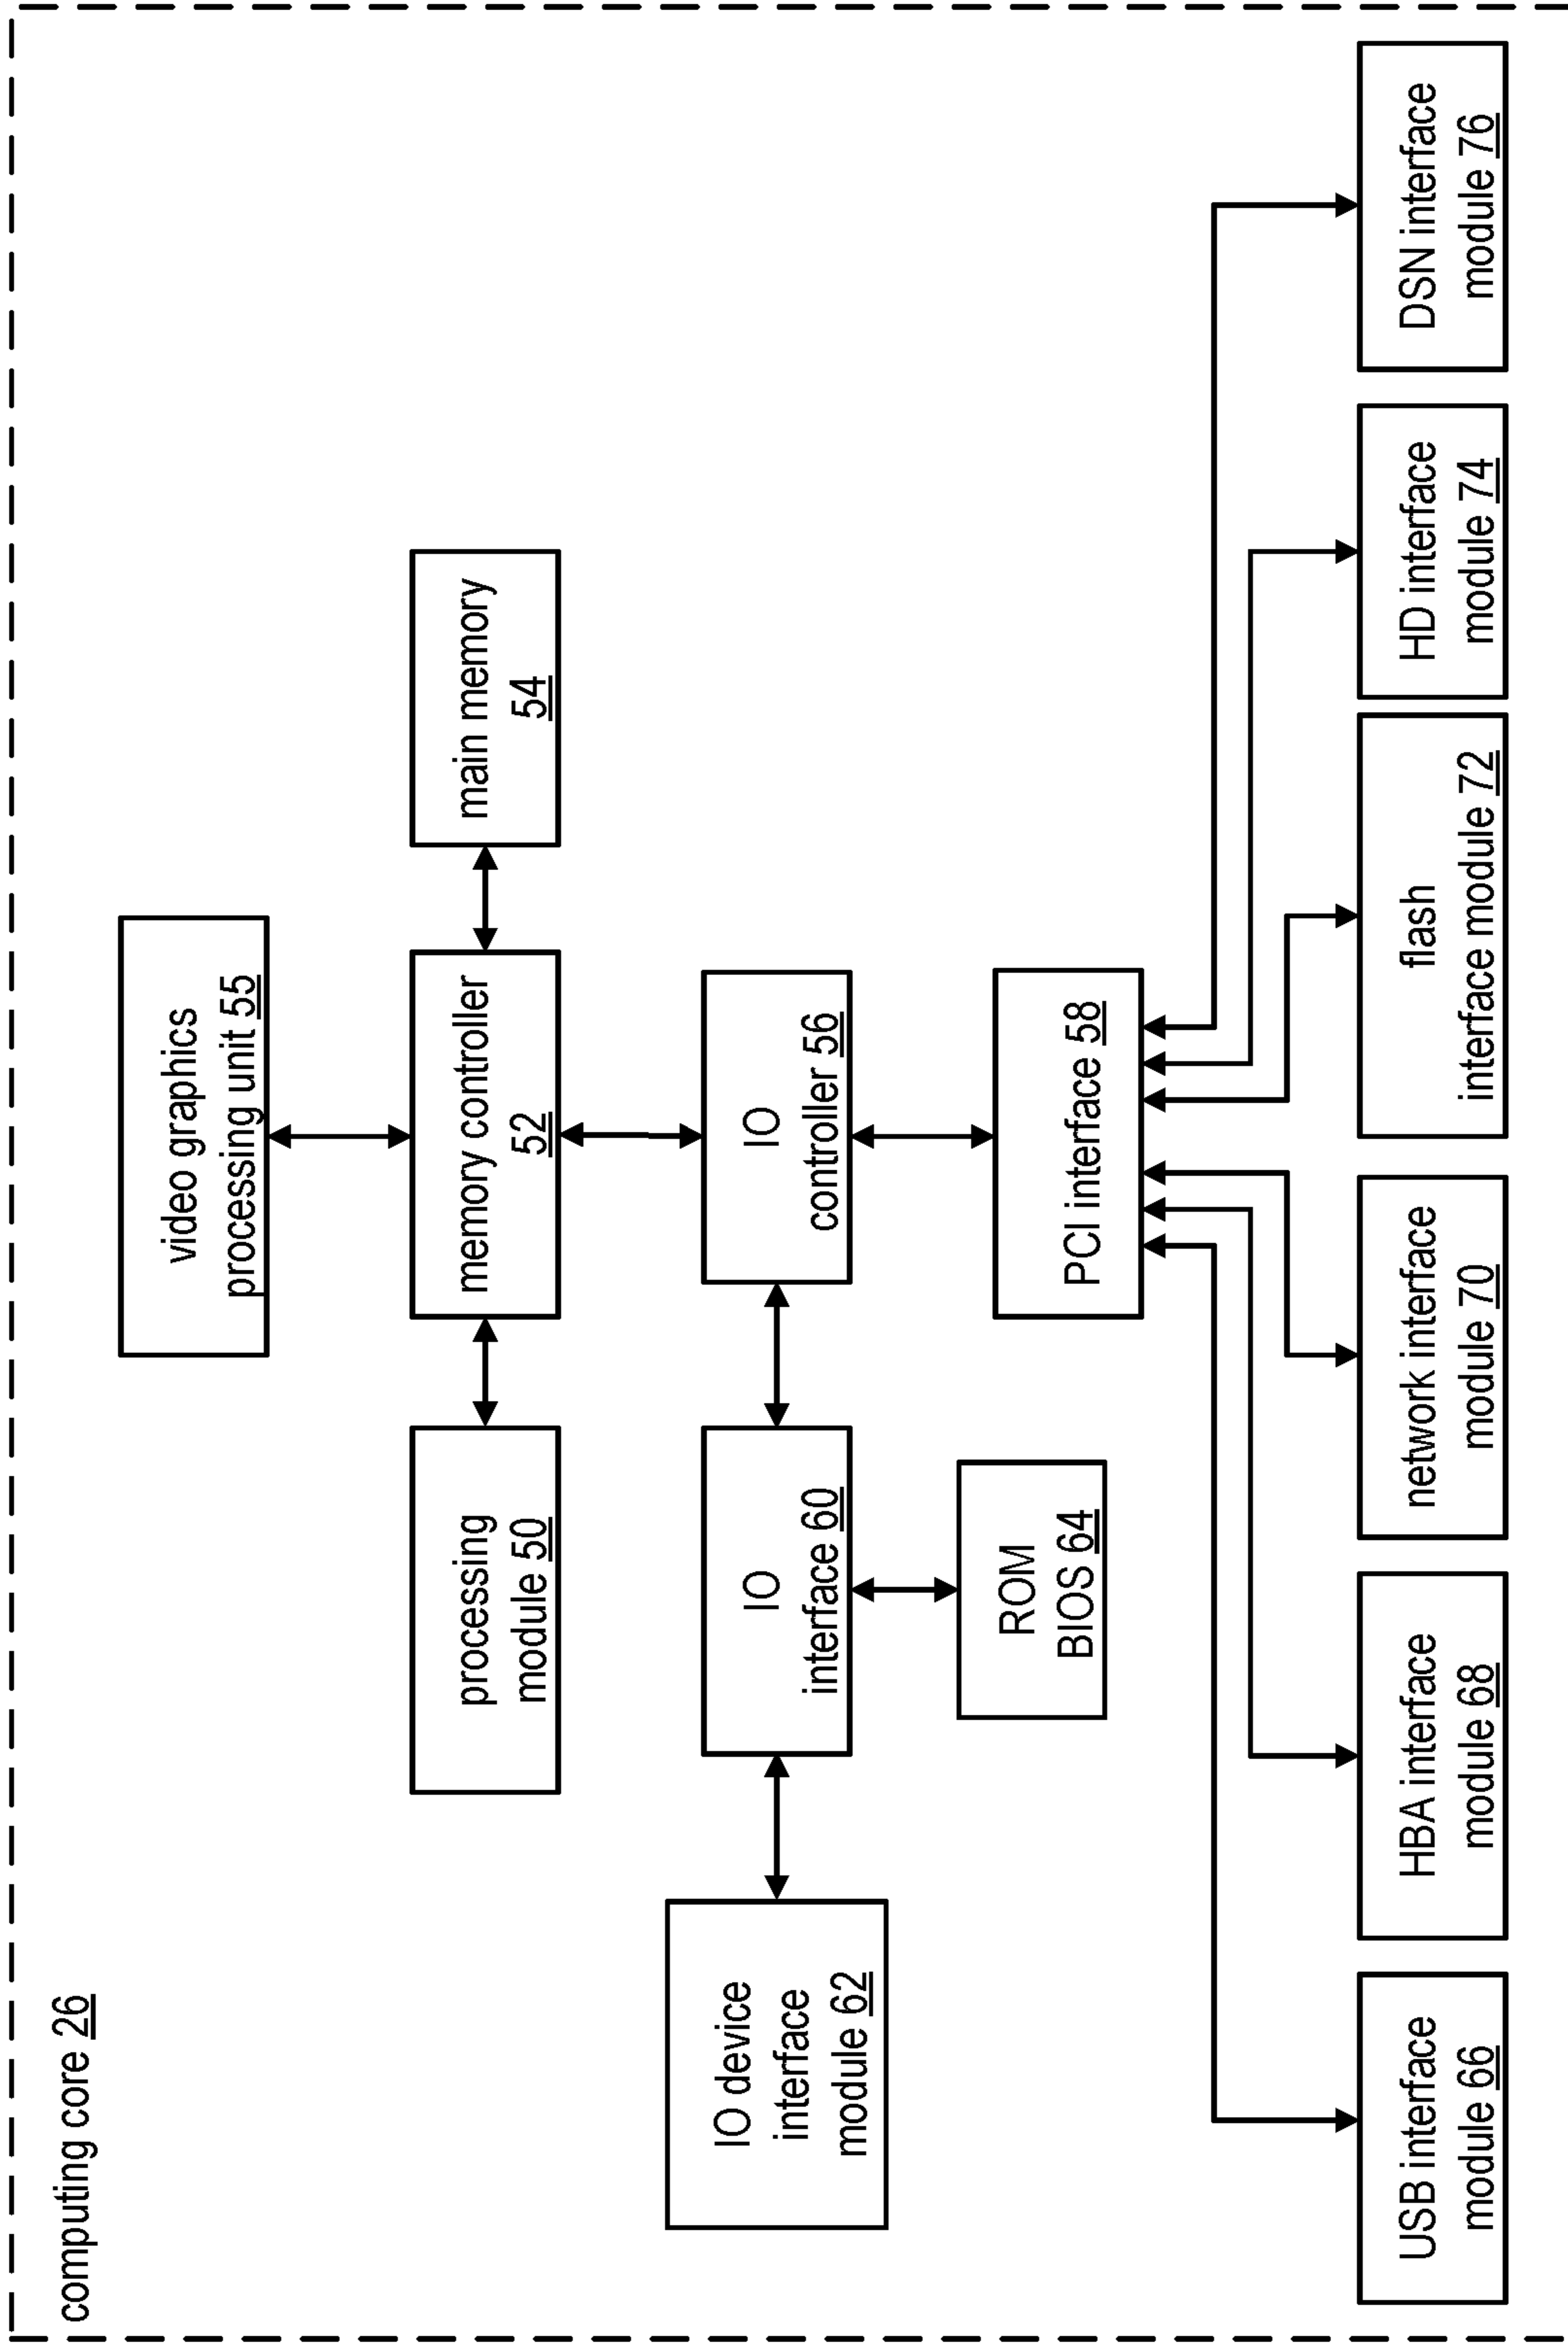 computing core 26
video graphics
processing unit 55
processing
module 50
memory controller
52
main memory
54
IO device
interface
module 62
IO
interface 60
IO
controller 56
ROM
BIOS 64
PCI interface 58
USB interface
module 66
HBA interface
module 68
network interface
module 70
flash
interface module 72
HD interface
module 74
DSN interface
module 76